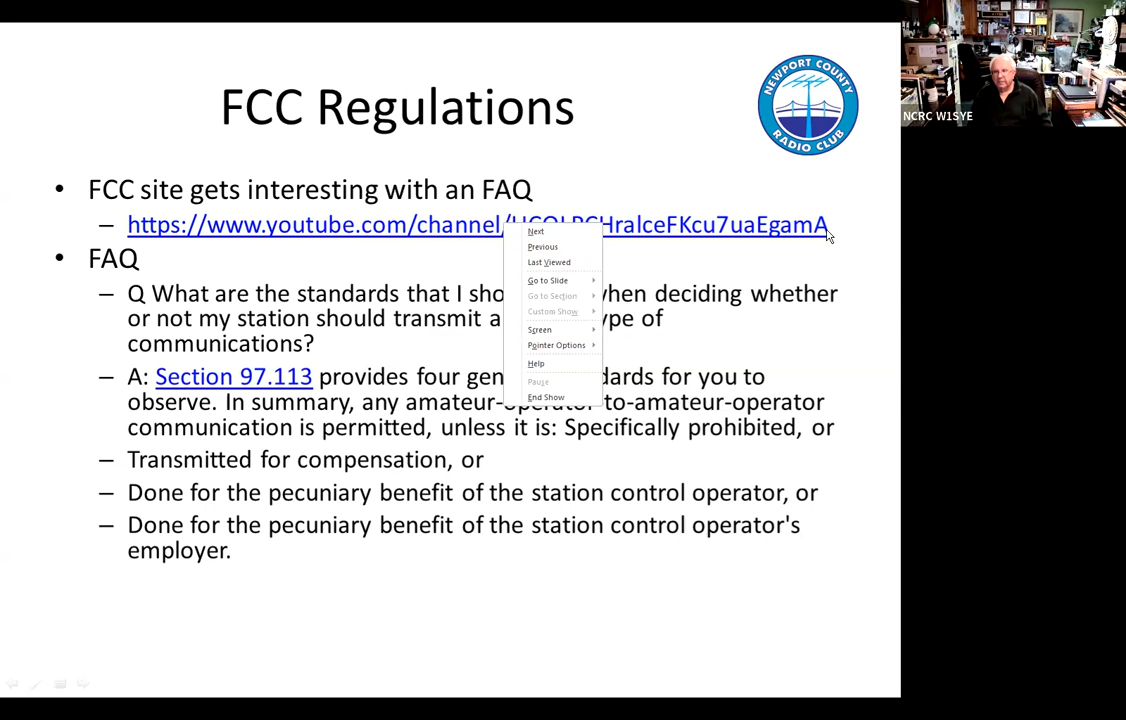 FCC Regulations
NEWPORT COUNTY
RADIO CLUB
NCRC W1SYE
• FCC site gets interesting with an FAQ
– https://www.youtube.com/channel/ HralceFKcu7uaEgamA
• FAQ
– Q What are the standards that I when deciding whether
or not my station should transmit a of
communications?
– A: Section 97.113 provides four for you to
observe. In summary, any amateur-operator-to-amateur-operator
communication is permitted, unless it is: Specifically prohibited, or
– Transmitted for compensation, or
– Done for the pecuniary benefit of the station control operator, or
– Done for the pecuniary benefit of the station control operator's
employer.
Next
Previous
Last Viewed
Go to Slide
Go to Section
Custom Show
Screen
Pointer Options
Help
Pause
End Show